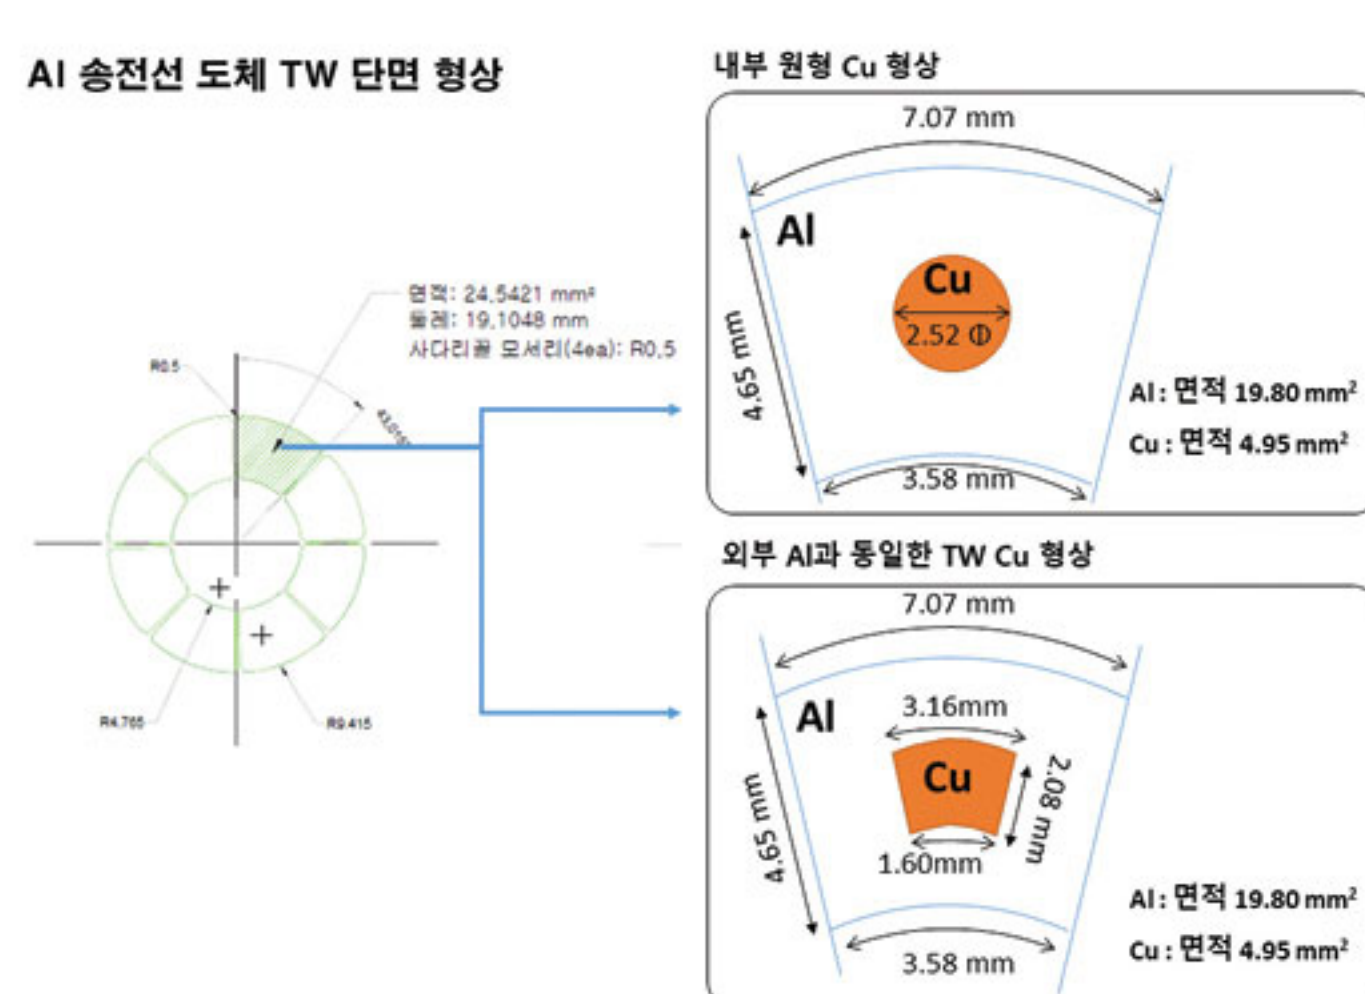 Al 송전선 도체 TW 단면 형상
면적: 24,5421 mm²
둘레: 19,1048 mm
사다리꼴 모서리(4ea): R0,5
R0.5
R4.765
R9.415
내부 원형 Cu 형상
7.07 mm
Al
Cu
2.52 Φ
4.65 mm
3.58 mm
Al : 면적 19.80 mm²
Cu : 면적 4.95 mm²
외부 Al과 동일한 TW Cu 형상
7.07 mm
Al
3.16mm
Cu
2.08 mm
1.60mm
4.65 mm
3.58 mm
Al : 면적 19.80 mm²
Cu : 면적 4.95 mm²